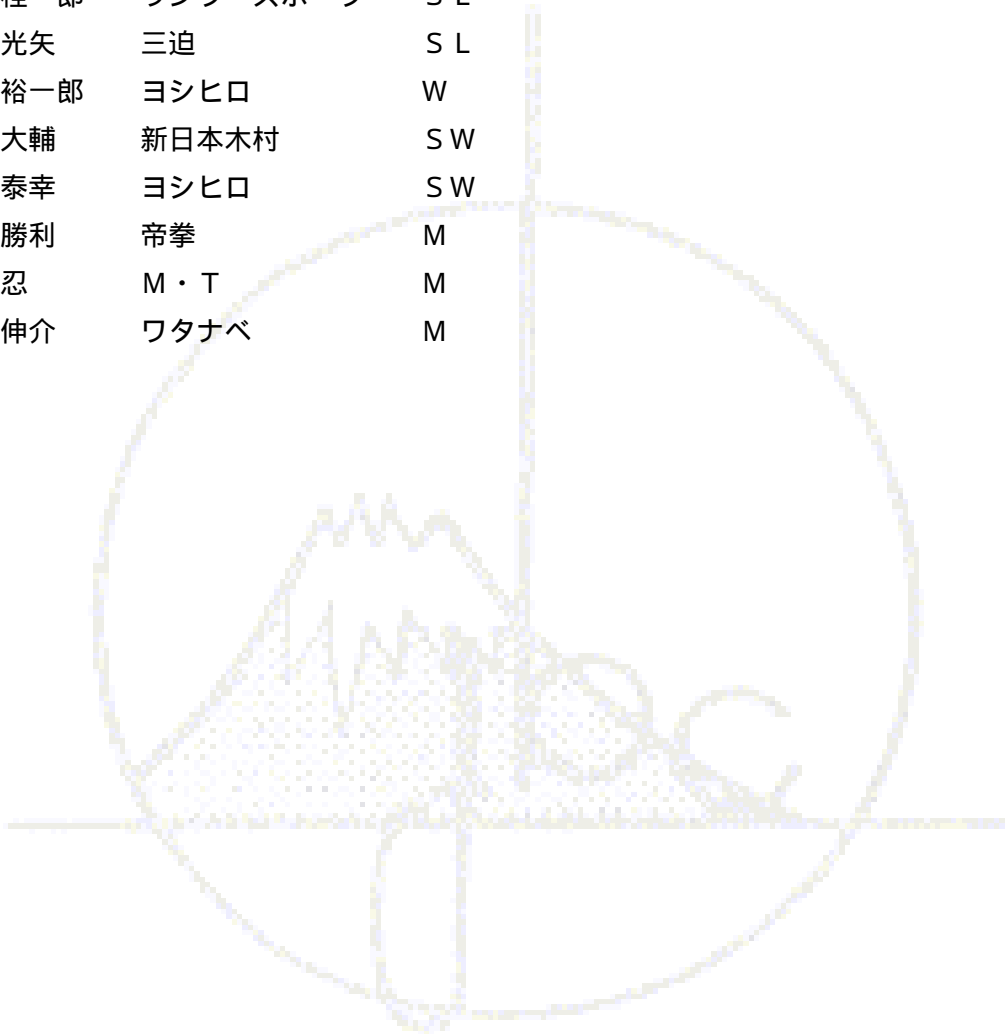 光矢 三迫 ＳＬ
裕一郎 ヨシヒロ W
大輔 新日本木村 ＳＷ
泰幸 ヨシヒロ ＳＷ
勝利 帝拳 M
忍 Ｍ・Ｔ M
伸介 ワタナベ M